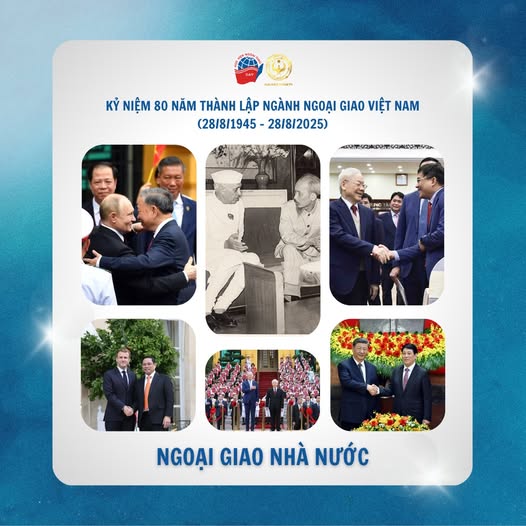 KỶ NIỆM 80 NĂM THÀNH LẬP NGÀNH NGOẠI GIAO VIỆT NAM
(28/8/1945 - 28/8/2025)
NGOẠI GIAO NHÀ NƯỚC